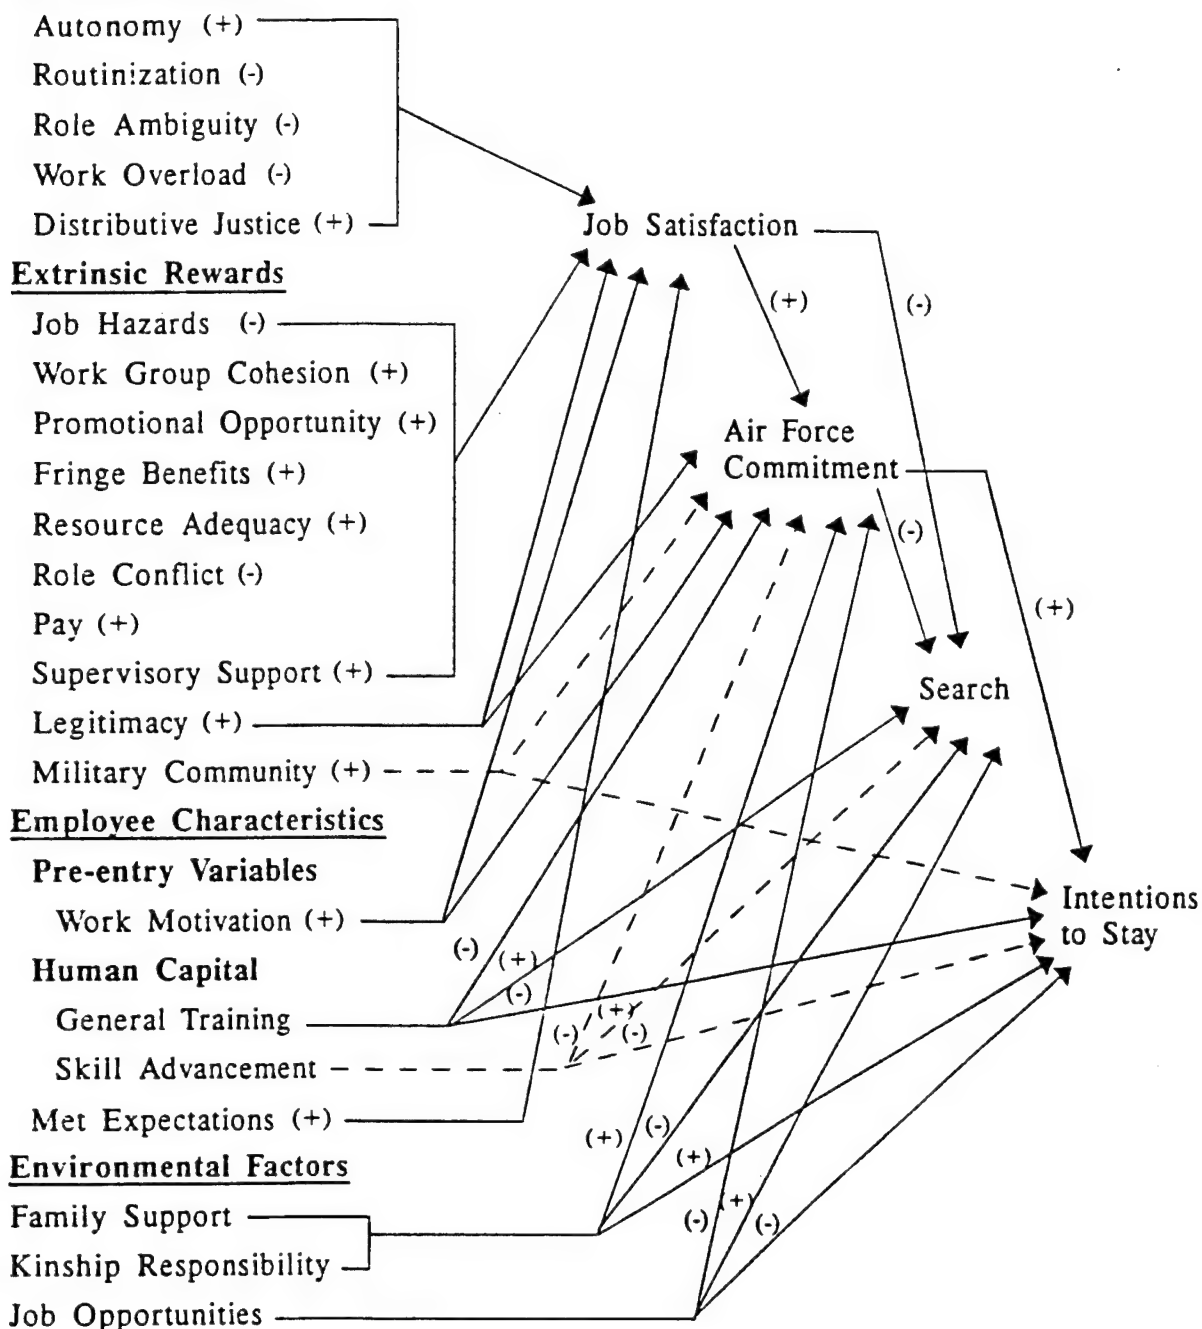 Autonomy (+)
Routinization (-)
Role Ambiguity (-)
Work Overload (-)
Distributive Justice (+)
Job Satisfaction
Extrinsic Rewards
Job Hazards (-)
(+)
(-)
Work Group Cohesion (+)
Promotional Opportunity (+)
Air Force
Commitment
Fringe Benefits (+)
Resource Adequacy (+)
(-)
Role Conflict (-)
Pay (+)
(+)
Supervisory Support (+)
Search
Legitimacy (+)
Military Community (+)
Employee Characteristics
Pre-entry Variables
Work Motivation (+)
Intentions
to Stay
Human Capital
(-)
(+)
(-)
General Training
(-)
(+)
(-)
Skill Advancement
Met Expectations (+)
(+)
(-)
(+)
Environmental Factors
Family Support
(-)
(+)
(-)
Kinship Responsibility
Job Opportunities